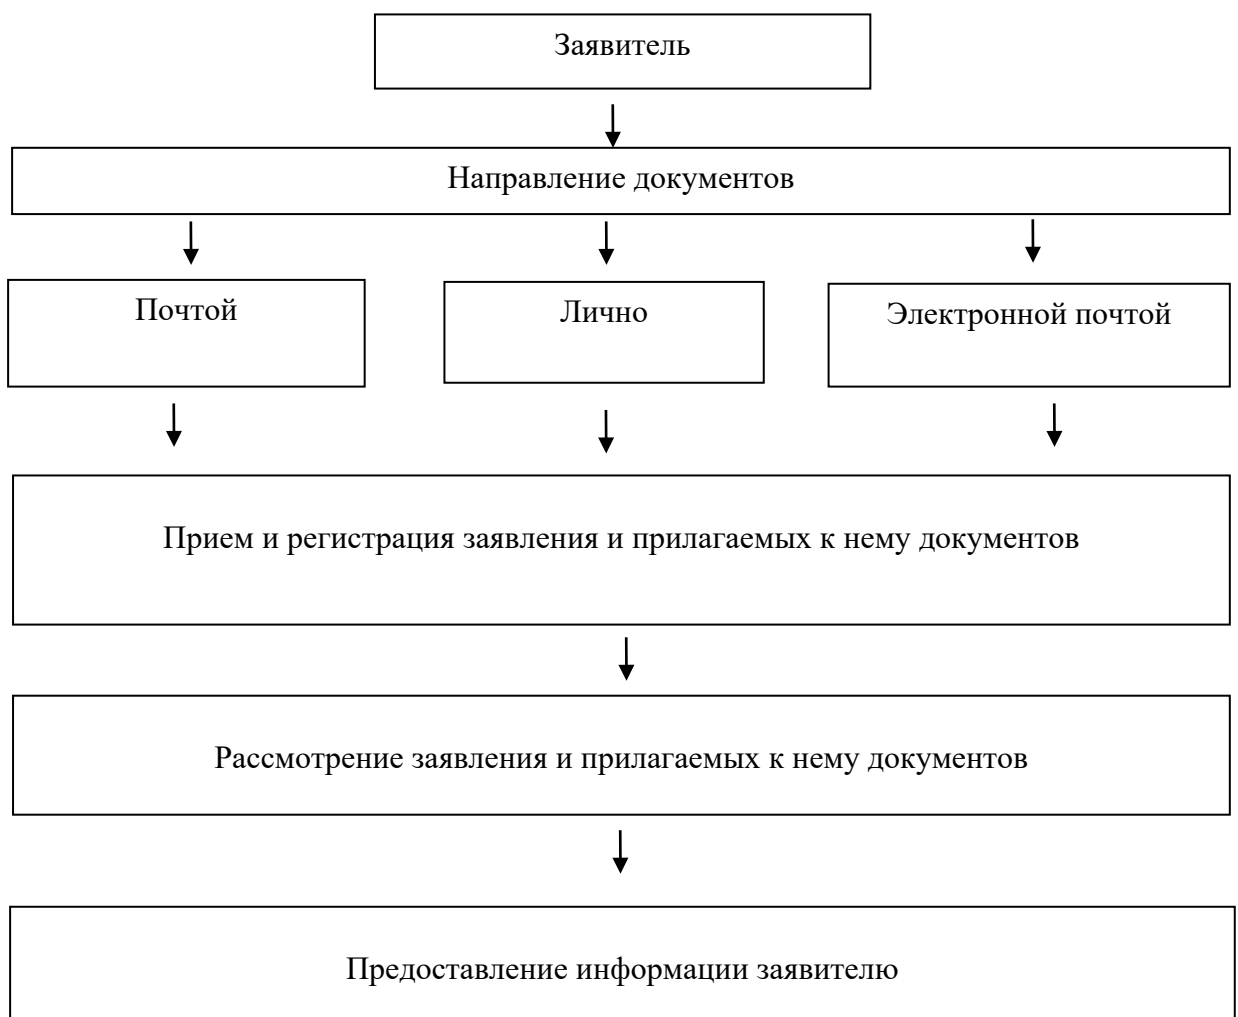 Заявитель
Направление документов
Почтой
Лично
Электронной почтой
Прием и регистрация заявления и прилагаемых к нему документов
Рассмотрение заявления и прилагаемых к нему документов
Предоставление информации заявителю